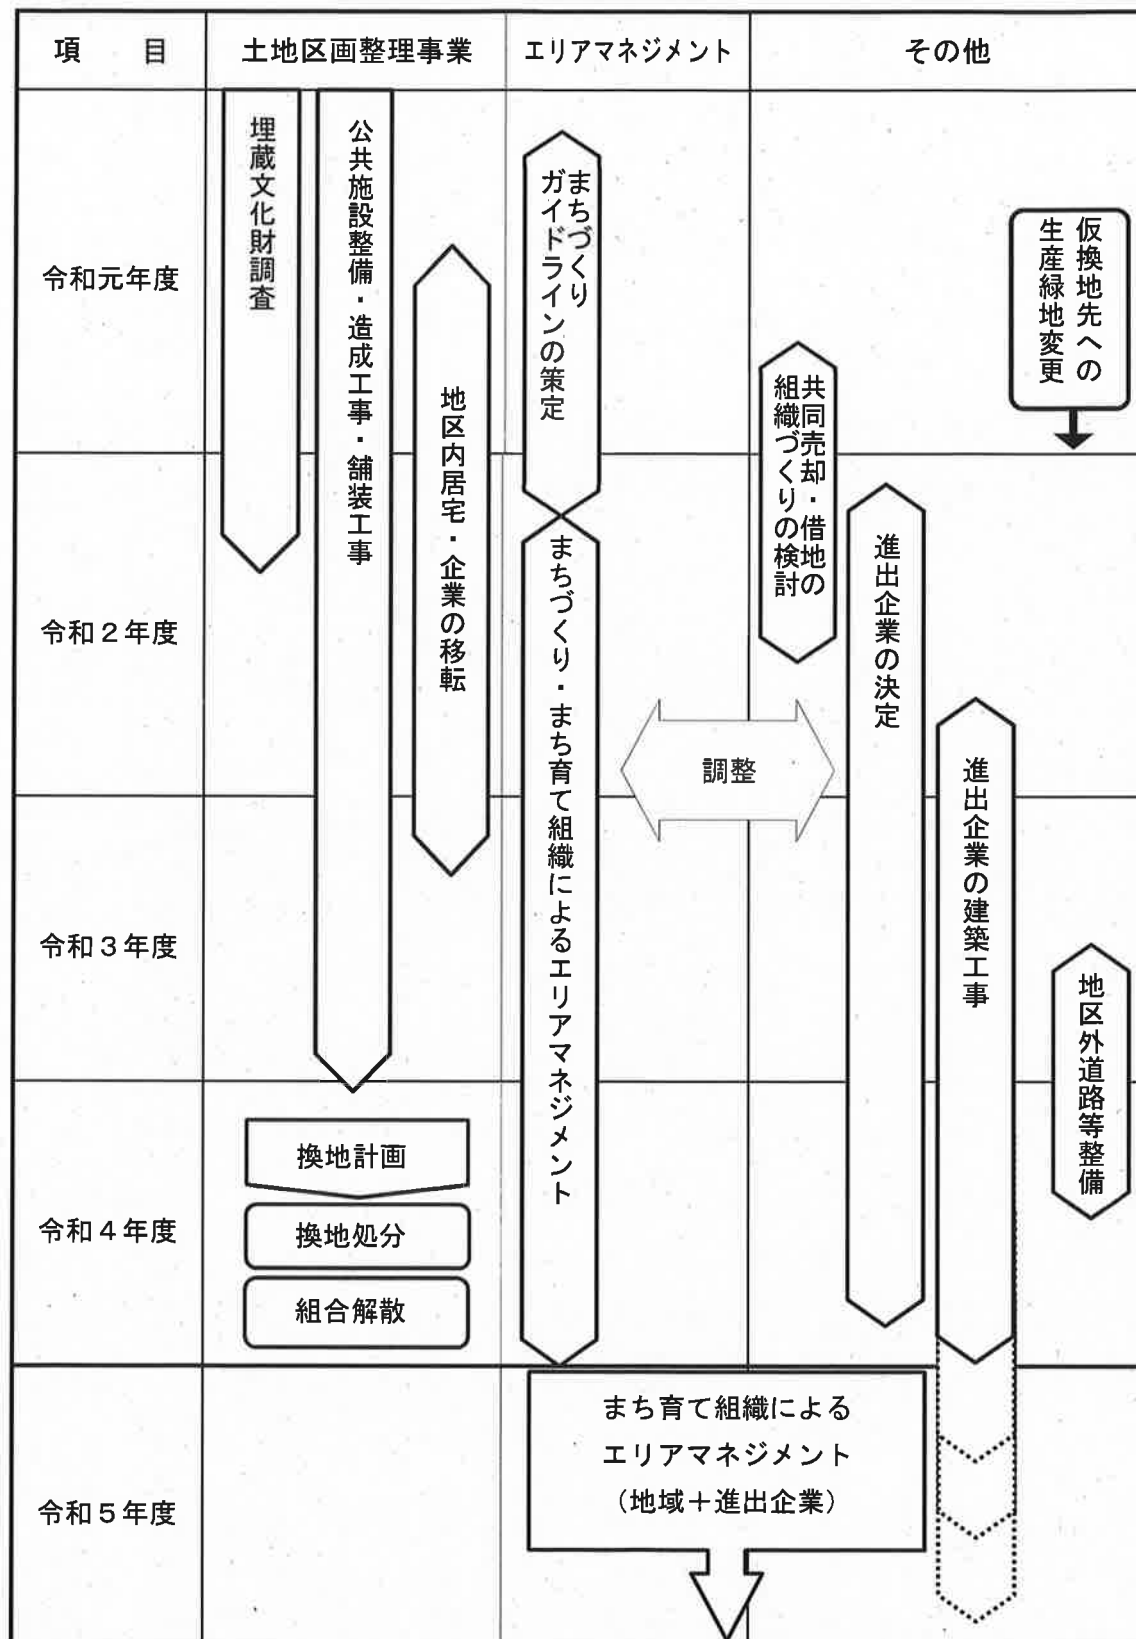 項 目
土地区画整理事業
エリアマネジメント
その他
令和元年度
令和２年度
令和３年度
令和４年度
令和５年度
埋蔵文化財調査
公共施設整備・造成工事・舗装工事
地区内居宅・企業の移転
換地計画
換地処分
組合解散
まちづくり
ガイドラインの策定
まちづくり・まち育て組織によるエリアマネジメント
調整
共同売却・借地の
組織づくりの検討
進出企業の決定
進出企業の建築工事
仮換地先への
生産緑地変更
地区外道路等整備
まち育て組織による
エリアマネジメント
（地域＋進出企業）